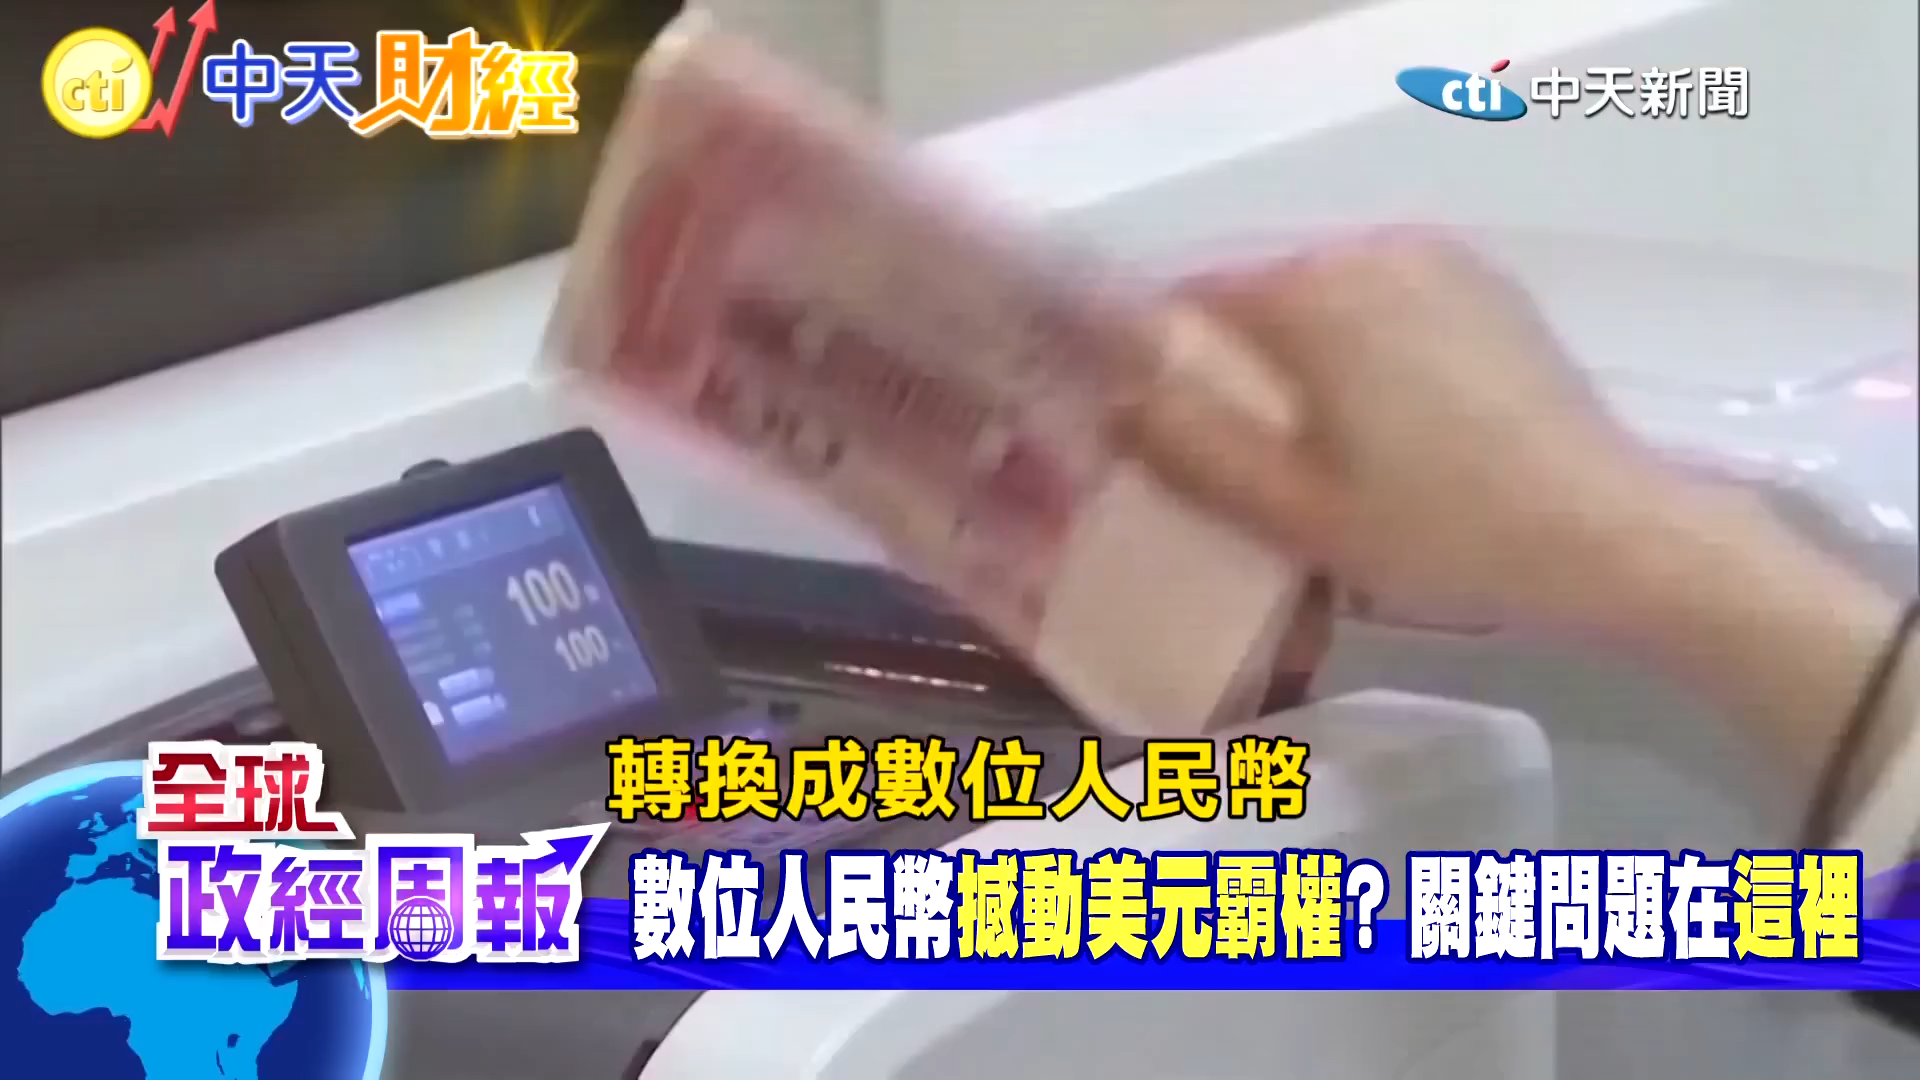 cti 中天財經
cti 中天新聞
100
100
轉換成數位人民幣
全球
政經周報
數位人民幣撼動美元霸權? 關鍵問題在這裡